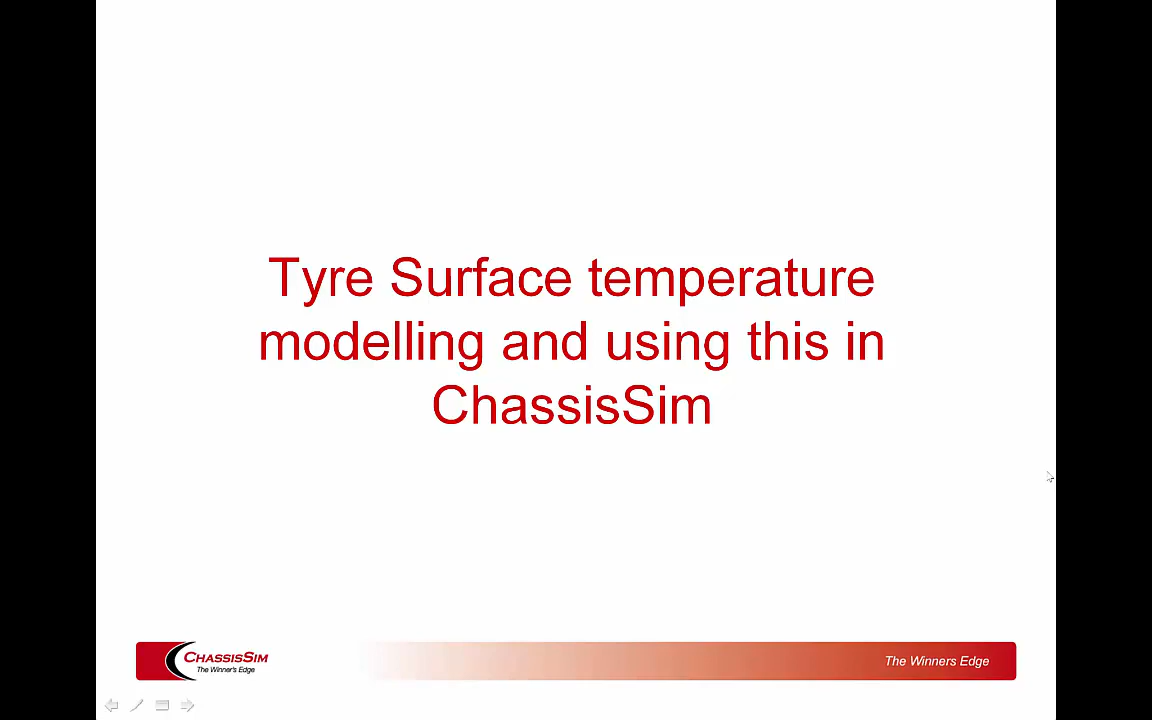 Tyre Surface temperature
modelling and using this in
ChassisSim
ChassisSim
The Winner's Edge
The Winners Edge